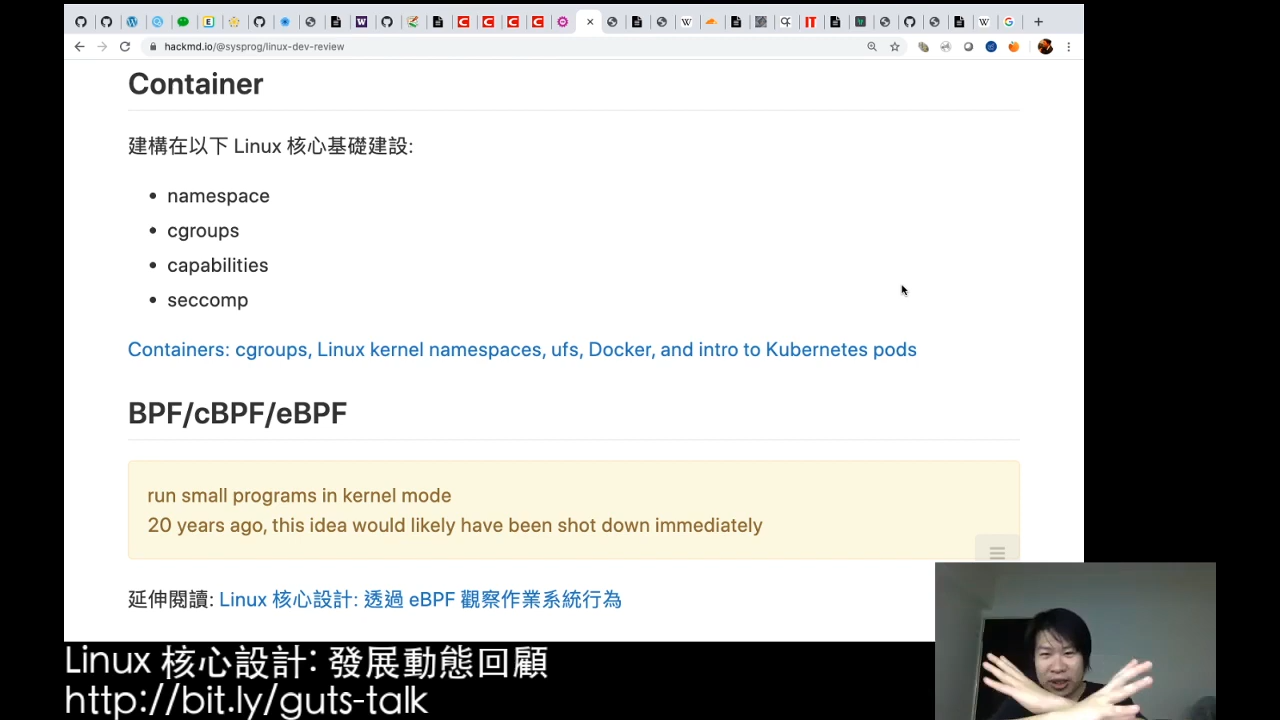 hackmd.io/@sysprog/linux-dev-review
Container
建構在以下 Linux 核心基礎建設:
• namespace
• cgroups
• capabilities
• seccomp
Containers: cgroups, Linux kernel namespaces, ufs, Docker, and intro to Kubernetes pods
BPF/cBPF/eBPF
run small programs in kernel mode
20 years ago, this idea would likely have been shot down immediately
延伸閱讀: Linux 核心設計: 透過 eBPF 觀察作業系統行為
Linux 核心設計: 發展動態回顧
http://bit.ly/guts-talk